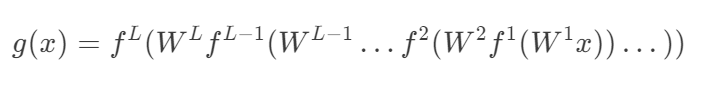 g(x) = f^L(W^L f^{L-1}(W^{L-1} … f^2(W^2 f^1(W^1 x)) … ))